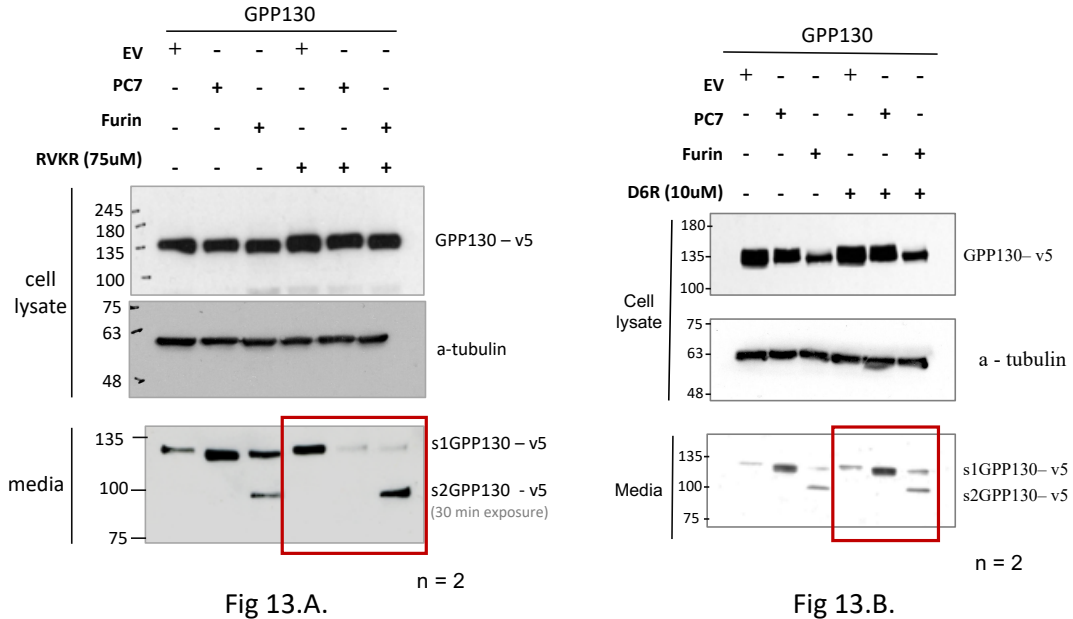 GPP130
EV + - - + - -
PC7 - + - - + -
Furin - - + - - +
RVKR (75uM) - - - + + +
245
180
135
100
GPP130 – v5
cell
lysate
75
63
48
a-tubulin
135
100
75
media
s1GPP130 – v5
s2GPP130 - v5
(30 min exposure)
n = 2
Fig 13.A.
GPP130
EV + - - + - -
PC7 - + - - + -
Furin - - + - - +
D6R (10uM) - - - + + +
180
135
100
GPP130– v5
Cell
lysate
75
63
48
a - tubulin
135
100
75
Media
s1GPP130– v5
s2GPP130– v5
n = 2
Fig 13.B.